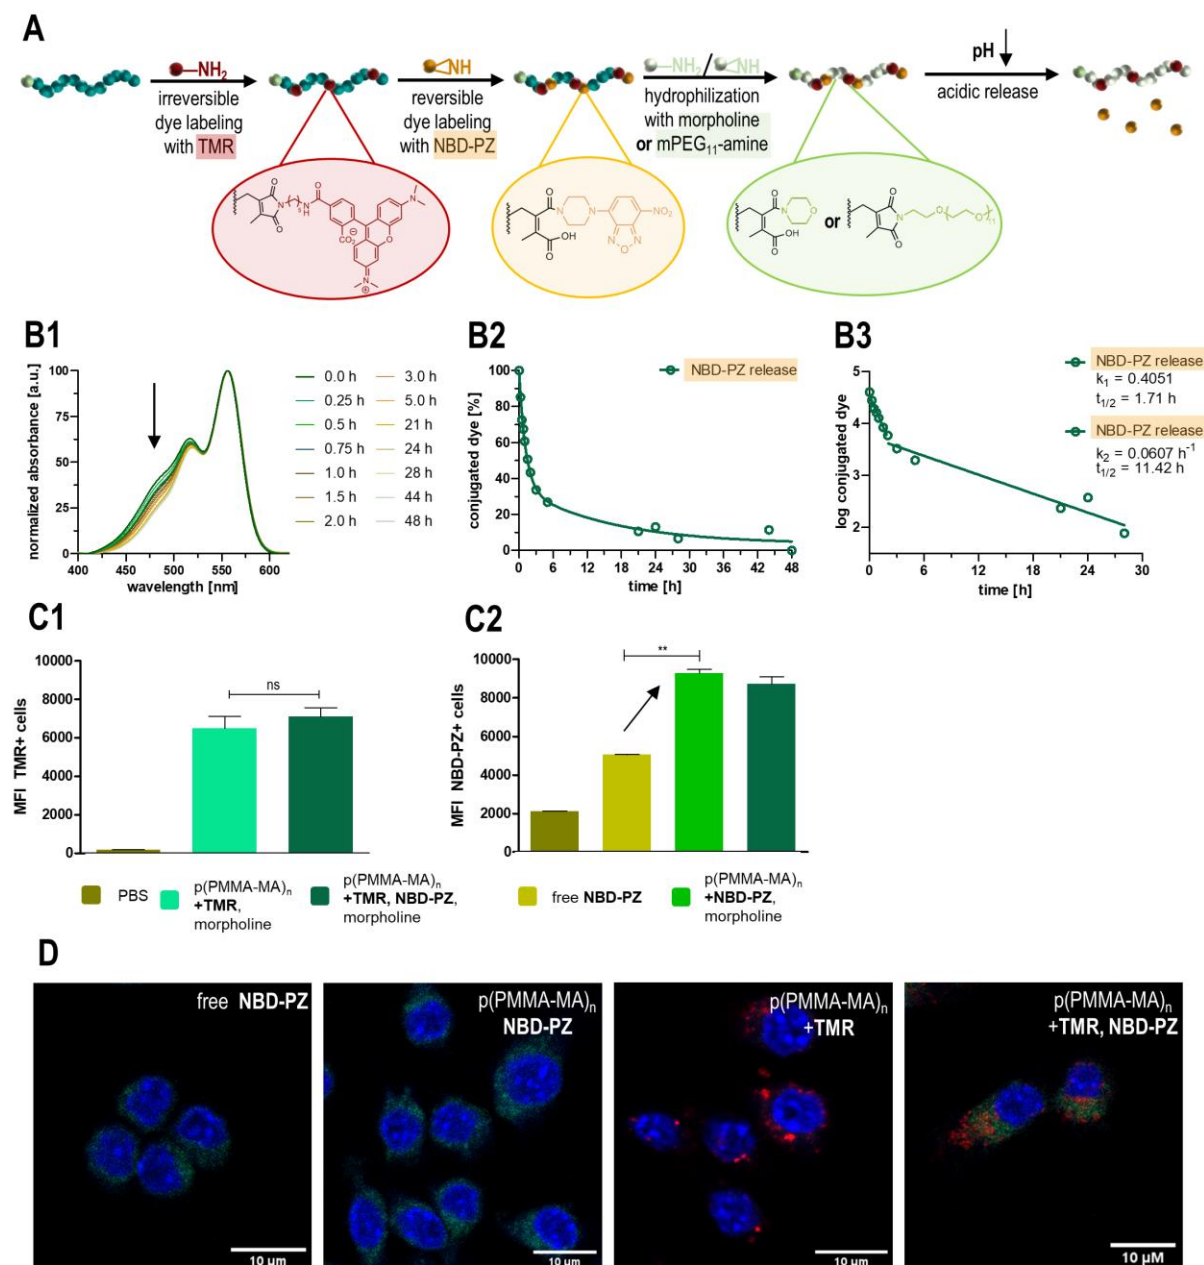 A
NH₂
irreversible
dye labeling
with TMR
NH
reversible
dye labeling
with NBD-PZ
NH₂/NH
hydrophilization
with morpholine
or mPEG₁₁-amine
pH
acidic release
or
B1
normalized absorbance [a.u.]
100
75
50
25
0
400 450 500 550 600
wavelength [nm]
0.0 h
0.25 h
0.5 h
0.75 h
1.0 h
1.5 h
2.0 h
3.0 h
5.0 h
21 h
24 h
28 h
44 h
48 h
B2
conjugated dye [%]
100
80
60
40
20
0
0 6 12 18 24 30 36 42 48
time [h]
NBD-PZ release
B3
log conjugated dye
5
4
3
2
0 6 12 18 24 30
time [h]
NBD-PZ release
k₁ = 0.4051
t₁/₂ = 1.71 h
NBD-PZ release
k₂ = 0.0607 h⁻¹
t₁/₂ = 11.42 h
C1
MFI TMR+ cells
10000
8000
6000
4000
2000
0
ns
PBS
p(PMMA-MA)ₙ
+TMR,
morpholine
p(PMMA-MA)ₙ
+TMR, NBD-PZ,
morpholine
C2
MFI NBD-PZ+ cells
10000
8000
6000
4000
2000
0
**
free NBD-PZ
p(PMMA-MA)ₙ
+NBD-PZ,
morpholine
D
free NBD-PZ
10 µm
p(PMMA-MA)ₙ
NBD-PZ
10 µm
p(PMMA-MA)ₙ
+TMR
10 µm
p(PMMA-MA)ₙ
+TMR, NBD-PZ
10 µM